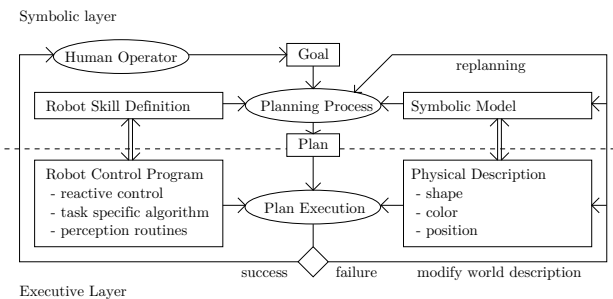 Symbolic layer
Human Operator
Goal
replanning
Robot Skill Definition
Planning Process
Symbolic Model
Plan
Robot Control Program
- reactive control
- task specific algorithm
- perception routines
Plan Execution
Physical Description
- shape
- color
- position
success
failure
modify world description
Executive Layer